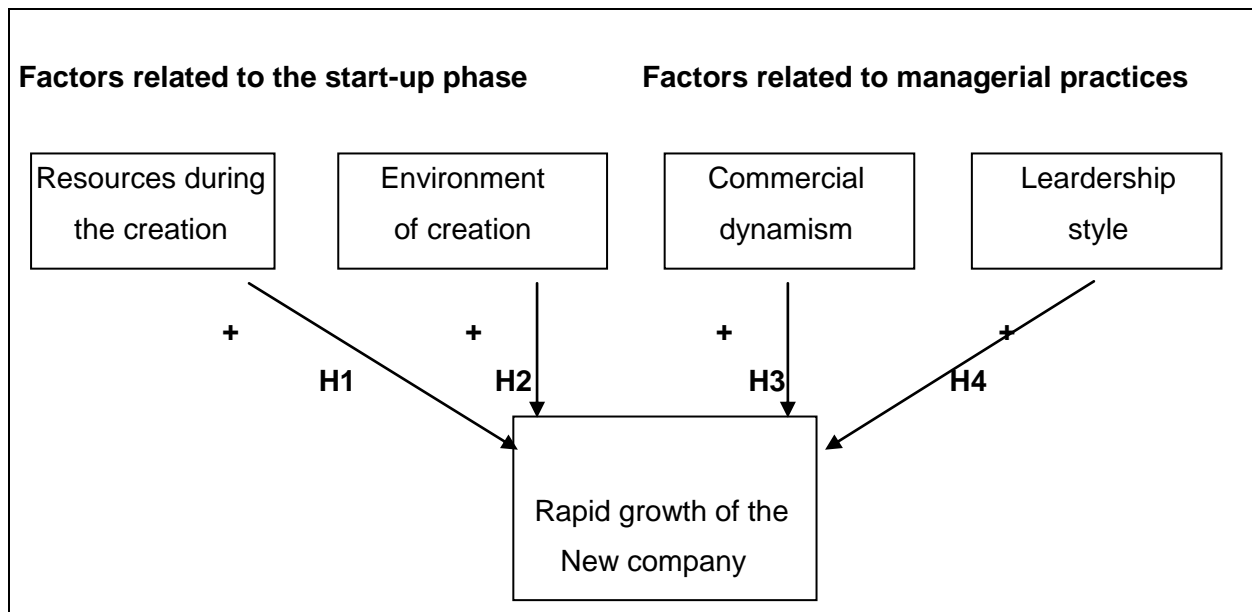 Factors related to the start-up phase
Factors related to managerial practices
Resources during
the creation
Environment
of creation
Commercial
dynamism
Leardership
style
+
+
+
+
H1
H2
H3
H4
Rapid growth of the
New company